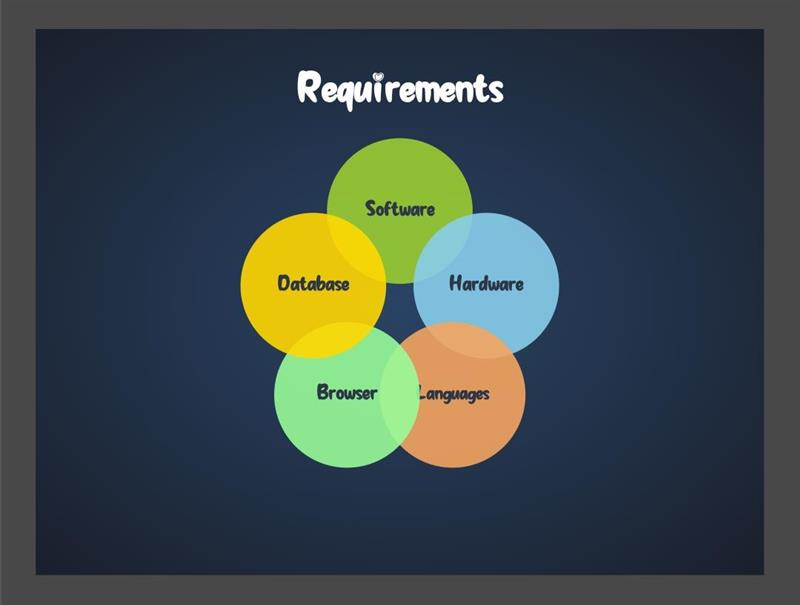 Requirements
Software
Database
Hardware
Browser
Languages